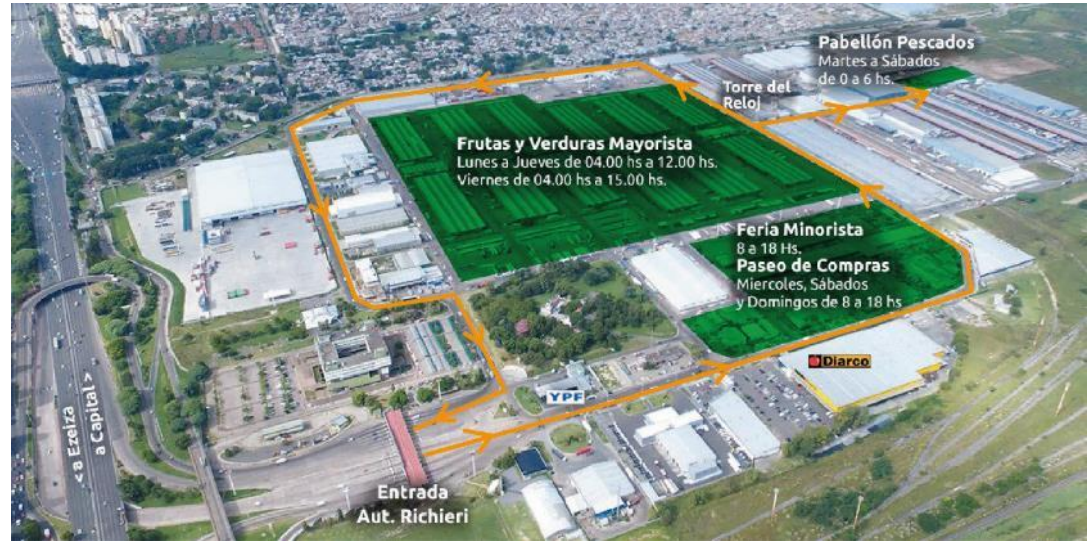 Pabellón Pescados
Martes a Sábados
de 0 a 6 hs.
Torre del
Reloj
Frutas y Verduras Mayorista
Lunes a Jueves de 04.00 hs a 12.00 hs.
Viernes de 04.00 hs a 15.00 hs.
Feria Minorista
8 a 18 Hs.
Paseo de Compras
Miercoles, Sábados
y Domingos de 8 a 18 hs
Diarco
YPF
< a Ezeiza
a Capital >
Entrada
Aut. Richieri